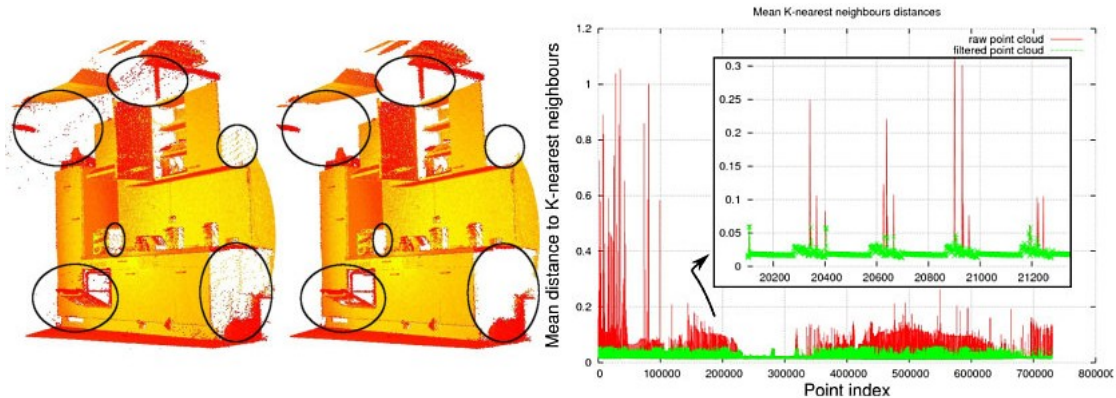 Mean K-nearest neighbours distances
Mean distance to K-nearest neighbours
1.2
1
0.8
0.6
0.4
0.2
0
raw point cloud
filtered point cloud
0.3
0.25
0.2
0.15
0.1
0.05
0
20200 20400 20600 20800 21000 21200
0 100000 200000 300000 400000 500000 600000 700000 800000
Point index